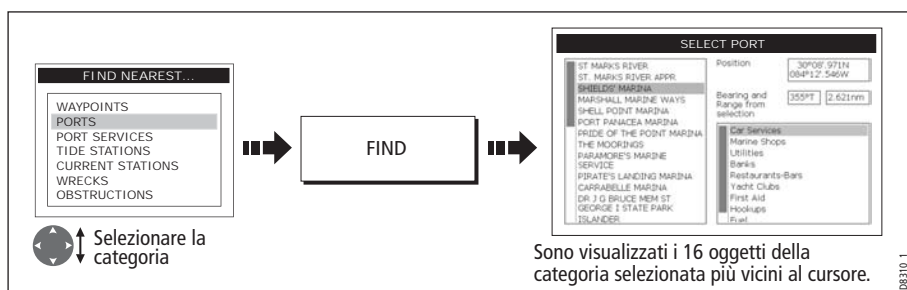 FIND NEAREST...
WAYPOINTS
PORTS
PORT SERVICES
TIDE STATIONS
CURRENT STATIONS
WRECKS
OBSTRUCTIONS
Selezionare la
categoria
FIND
SELECT PORT
ST MARKS RIVER
ST. MARKS RIVER APPR.
SHIELDS' MARINA
MARSHALL MARINE WAYS
SHELL POINT MARINA
PORT PANACEA MARINA
PRIDE OF THE POINT MARINA
THE MOORINGS
PARAMORE'S MARINE
SERVICE
PIRATE'S LANDING MARINA
CARRABELLE MARINA
DR J G BRUCE MEM ST
GEORGE I STATE PARK
ISLANDER
Position
30°08'.971N
084°12'.546W
Bearing and
Range from
selection
355°T
2.621nm
Car Services
Marine Shops
Utilities
Banks
Restaurants-Bars
Yacht Clubs
First Aid
Hookups
Fuel
Sono visualizzati i 16 oggetti della
categoria selezionata più vicini al cursore.
D8310_1